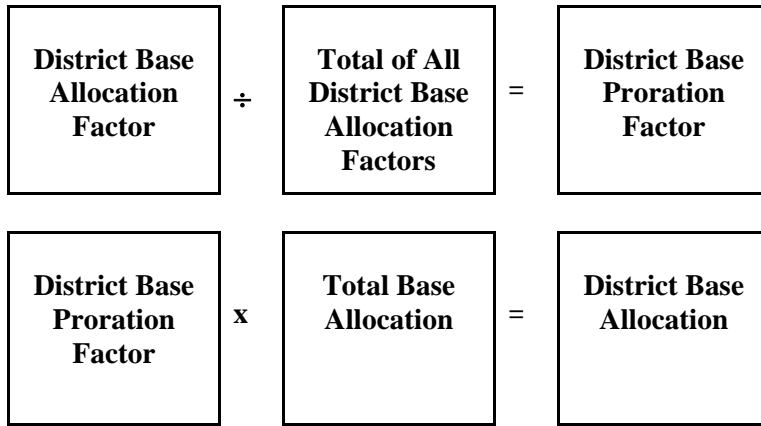 District Base
Allocation
Factor
÷
Total of All
District Base
Allocation
Factors
=
District Base
Proration
Factor
District Base
Proration
Factor
x
Total Base
Allocation
=
District Base
Allocation